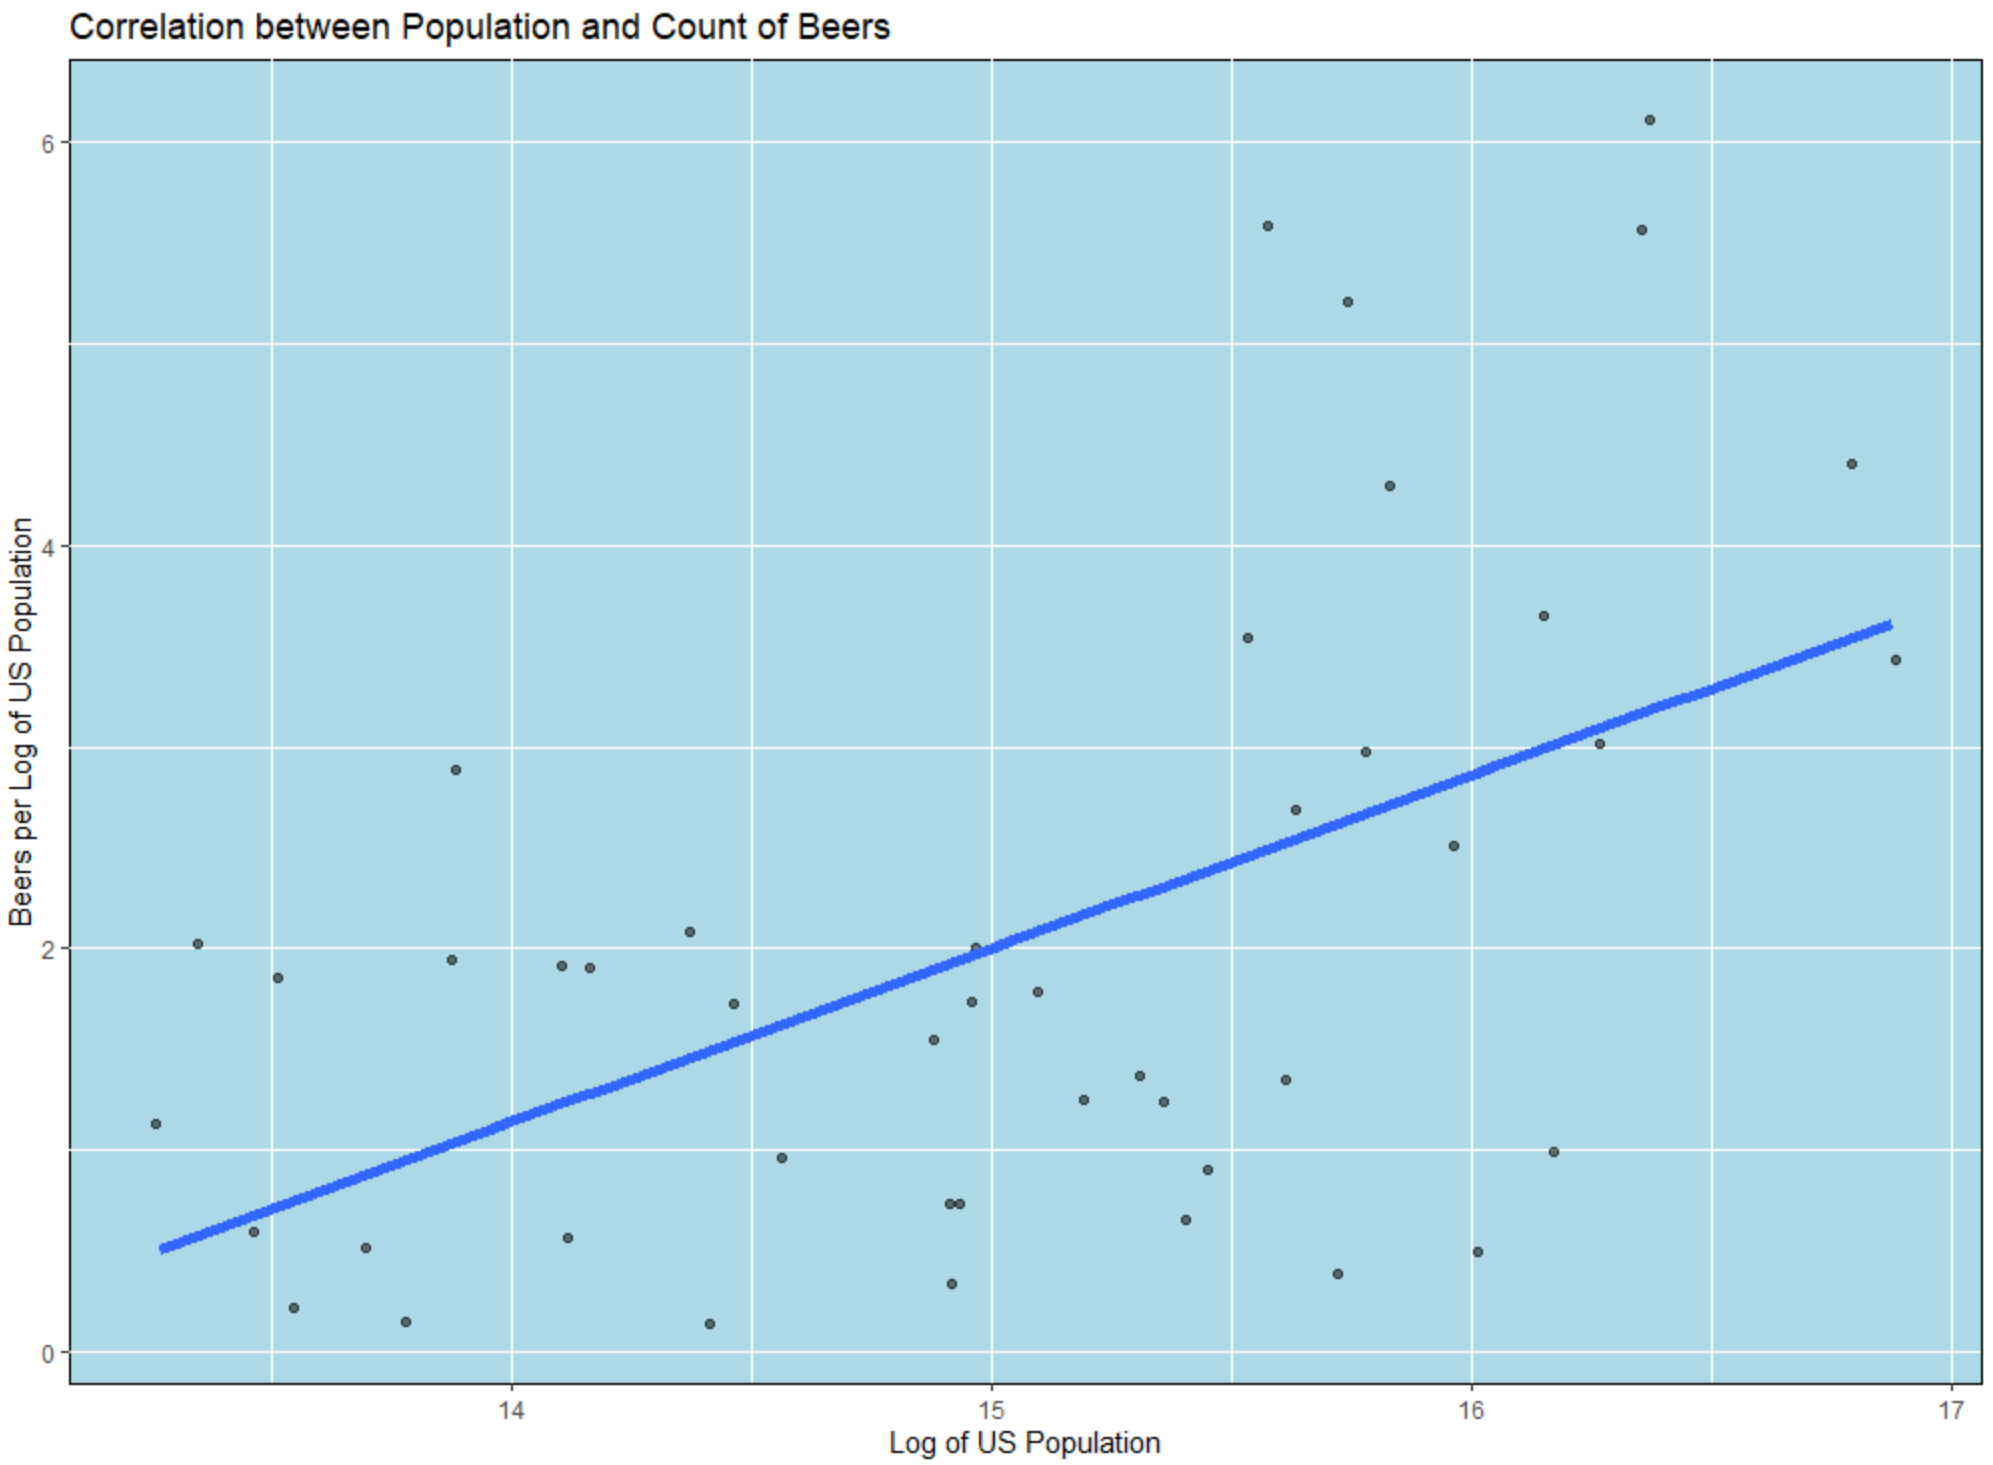 Correlation between Population and Count of Beers
Beers per Log of US Population
6
4
2
0
14
15
16
17
Log of US Population